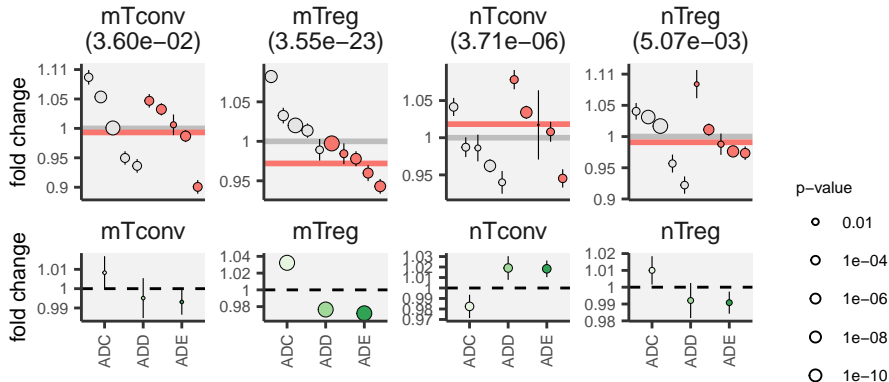 mTconv
(3.60e−02)
mTreg
(3.55e−23)
nTconv
(3.71e−06)
nTreg
(5.07e−03)
fold change
1.11
1.05
1
0.95
0.9
1.05
1
0.95
1.05
1
0.95
1.11
1.05
1
0.95
0.9
mTconv
mTreg
nTconv
nTreg
fold change
1.01
0.99
1.04
1.02
1
0.98
1.03
1.02
1.01
1
0.99
0.98
0.97
1.02
1.01
1
0.99
0.98
ADC
ADD
ADE
ADC
ADD
ADE
ADC
ADD
ADE
ADC
ADD
ADE
p−value
0.01
1e−04
1e−06
1e−08
1e−10